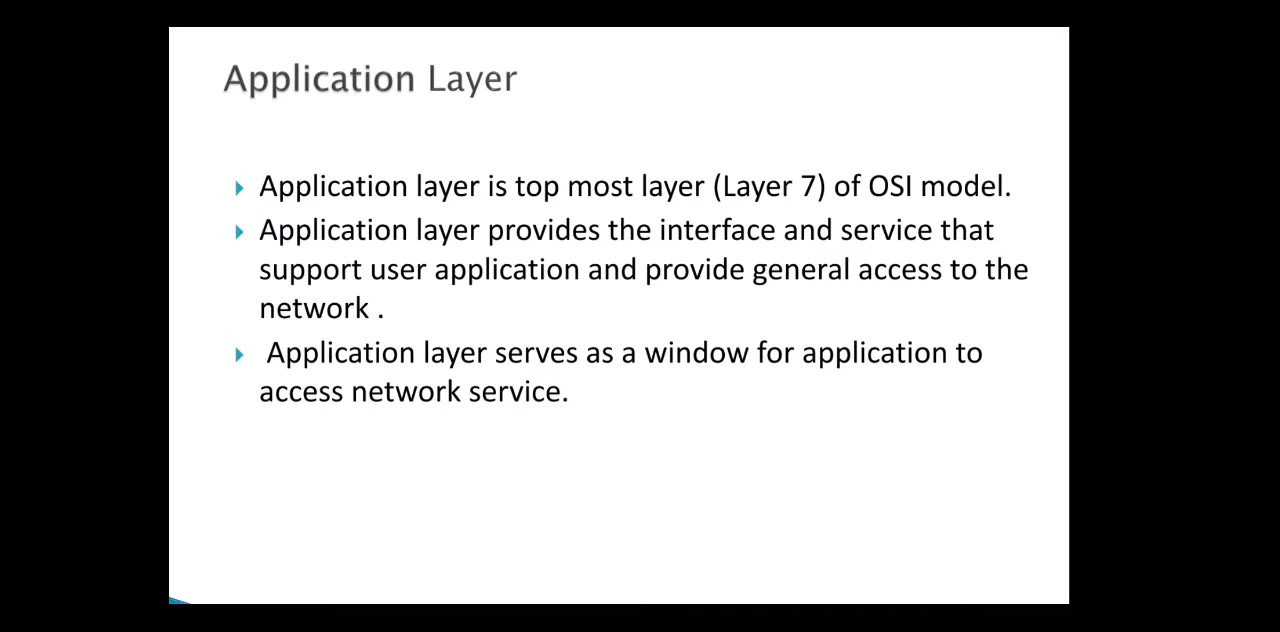 Application Layer
Application layer is top most layer (Layer 7) of OSI model.
Application layer provides the interface and service that
support user application and provide general access to the
network .
Application layer serves as a window for application to
access network service.